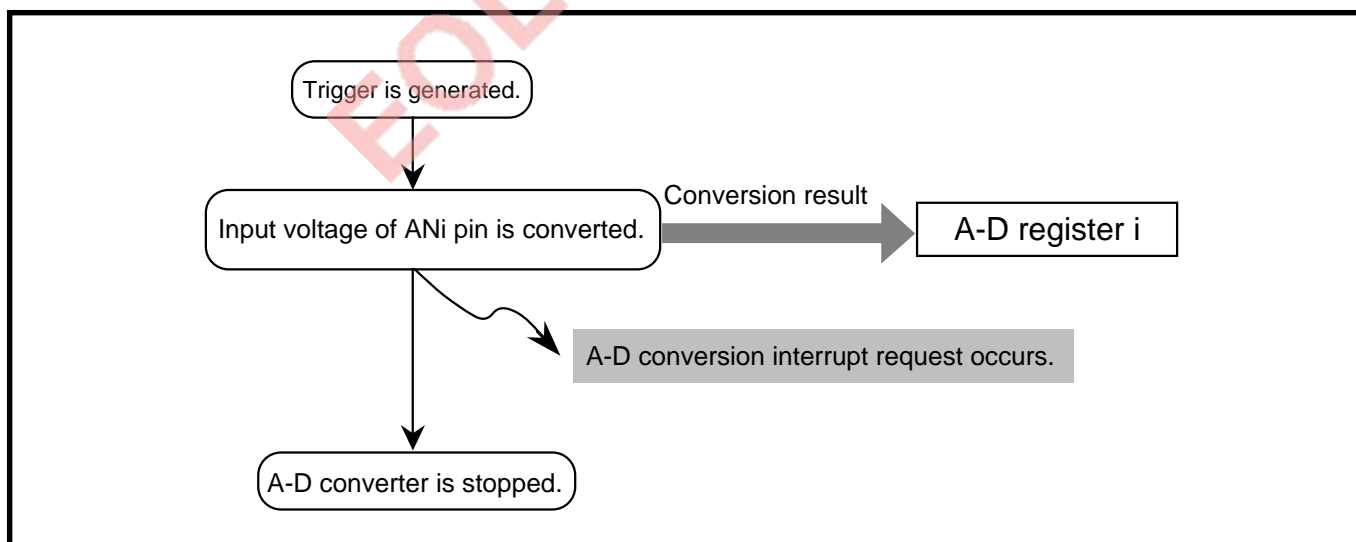 EOL
Trigger is generated.
Input voltage of ANi pin is converted.
Conversion result
A-D register i
A-D conversion interrupt request occurs.
A-D converter is stopped.